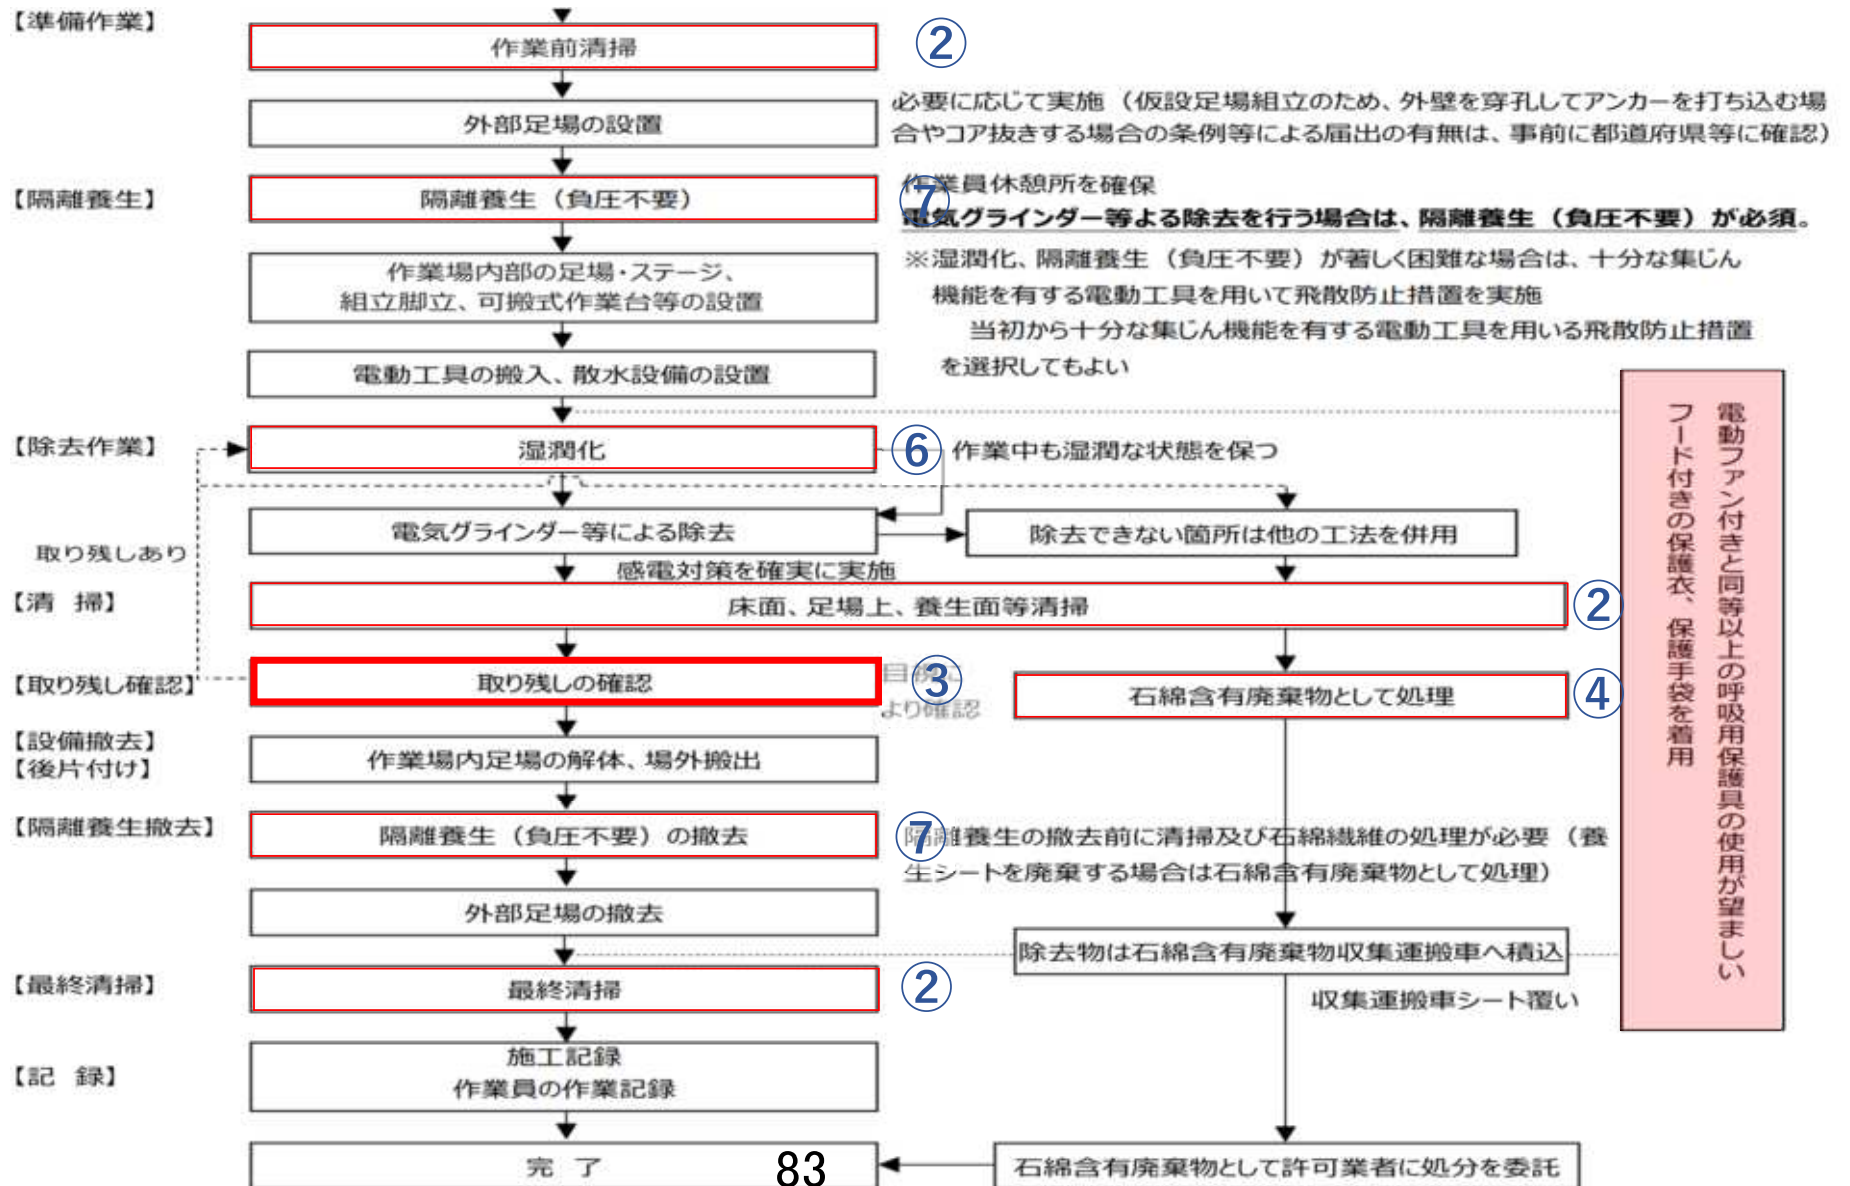 【準備作業】
作業前清掃
②
外部足場の設置
必要に応じて実施（仮設足場組立のため、外壁を穿孔してアンカーを打ち込む場
合やコア抜きする場合の条例等による届出の有無は、事前に都道府県等に確認）
【隔離養生】
隔離養生（負圧不要）
⑦
作業員休憩所を確保
電気グラインダー等よる除去を行う場合は、隔離養生（負圧不要）が必須。
※湿潤化、隔離養生（負圧不要）が著しく困難な場合は、十分な集じん
機能を有する電動工具を用いて飛散防止措置を実施
当初から十分な集じん機能を有する電動工具を用いる飛散防止措置
を選択してもよい
作業場内部の足場・ステージ、
組立脚立、可搬式作業台等の設置
電動工具の搬入、散水設備の設置
【除去作業】
湿潤化
⑥
作業中も湿潤な状態を保つ
電気グラインダー等による除去
除去できない箇所は他の工法を併用
取り残しあり
感電対策を確実に実施
【清　掃】
床面、足場上、養生面等清掃
②
【取り残し確認】
取り残しの確認
③
目視に
より確認
石綿含有廃棄物として処理
④
【設備撤去】
【後片付け】
作業場内足場の解体、場外搬出
【隔離養生撤去】
隔離養生（負圧不要）の撤去
⑦
隔離養生の撤去前に清掃及び石綿繊維の処理が必要（養
生シートを廃棄する場合は石綿含有廃棄物として処理）
外部足場の撤去
除去物は石綿含有廃棄物収集運搬車へ積込
収集運搬車シート覆い
【最終清掃】
最終清掃
②
【記　録】
施工記録
作業員の作業記録
完　了
83
石綿含有廃棄物として許可業者に処分を委託
電動ファン付きと同等以上の呼吸用保護具の使用が望ましい
フード付きの保護衣、保護手袋を着用